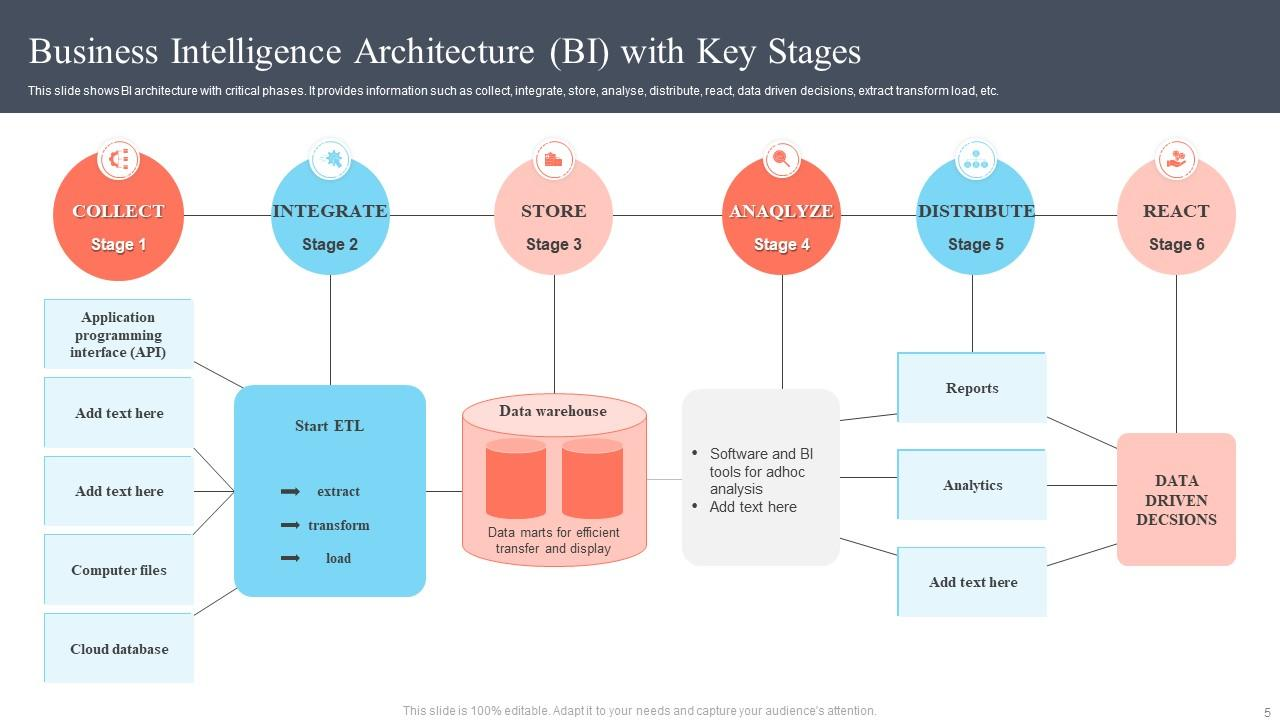 Business Intelligence Architecture (BI) with Key Stages
This slide shows BI architecture with critical phases. It provides information such as collect, integrate, store, analyse, distribute, react, data driven decisions, extract transform load, etc.
COLLECT
Stage 1
INTEGRATE
Stage 2
STORE
Stage 3
ANAQLYZE
Stage 4
DISTRIBUTE
Stage 5
REACT
Stage 6
Application
programming
interface (API)
Add text here
Add text here
Computer files
Cloud database
Start ETL
extract
transform
load
Data warehouse
Data marts for efficient
transfer and display
• Software and BI
tools for adhoc
analysis
• Add text here
Reports
Analytics
Add text here
DATA
DRIVEN
DECSIONS
This slide is 100% editable. Adapt it to your needs and capture your audience's attention.
5